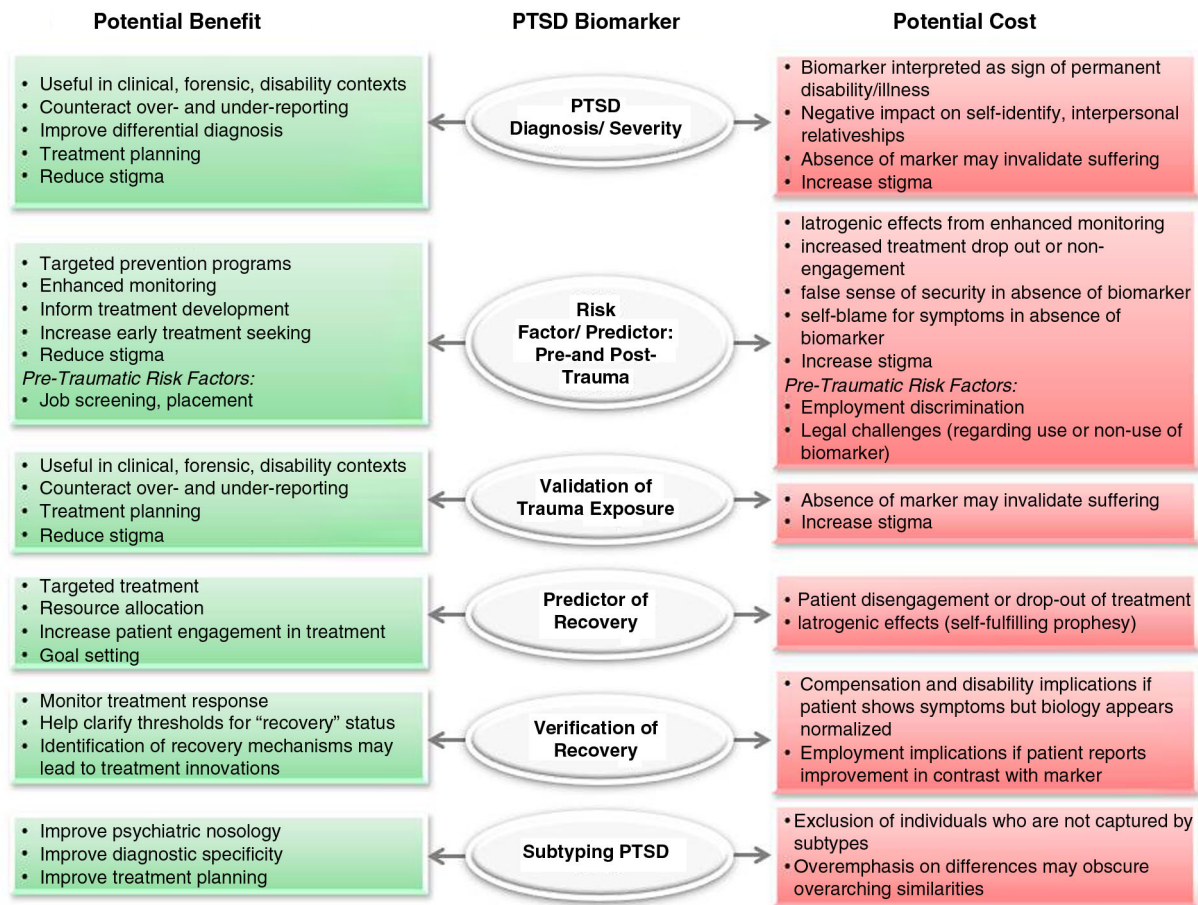 Potential Benefit
PTSD Biomarker
Potential Cost
• Useful in clinical, forensic, disability contexts
• Counteract over- and under-reporting
• Improve differential diagnosis
• Treatment planning
• Reduce stigma
PTSD
Diagnosis/ Severity
• Biomarker interpreted as sign of permanent
disability/illness
• Negative impact on self-identify, interpersonal
relativeships
• Absence of marker may invalidate suffering
• Increase stigma
• Targeted prevention programs
• Enhanced monitoring
• Inform treatment development
• Increase early treatment seeking
• Reduce stigma
Pre-Traumatic Risk Factors:
• Job screening, placement
Risk
Factor/ Predictor:
Pre-and Post-
Trauma
• Iatrogenic effects from enhanced monitoring
• increased treatment drop out or non-
engagement
• false sense of security in absence of biomarker
• self-blame for symptoms in absence of
biomarker
• Increase stigma
Pre-Traumatic Risk Factors:
• Employment discrimination
• Legal challenges (regarding use or non-use of
biomarker)
• Useful in clinical, forensic, disability contexts
• Counteract over- and under-reporting
• Treatment planning
• Reduce stigma
Validation of
Trauma Exposure
• Absence of marker may invalidate suffering
• Increase stigma
• Targeted treatment
• Resource allocation
• Increase patient engagement in treatment
• Goal setting
Predictor of
Recovery
• Patient disengagement or drop-out of treatment
• Iatrogenic effects (self-fulfilling prophesy)
• Monitor treatment response
• Help clarify thresholds for “recovery” status
• Identification of recovery mechanisms may
lead to treatment innovations
Verification of
Recovery
• Compensation and disability implications if
patient shows symptoms but biology appears
normalized
• Employment implications if patient reports
improvement in contrast with marker
• Improve psychiatric nosology
• Improve diagnostic specificity
• Improve treatment planning
Subtyping PTSD
• Exclusion of individuals who are not captured by
subtypes
• Overemphasis on differences may obscure
overarching similarities